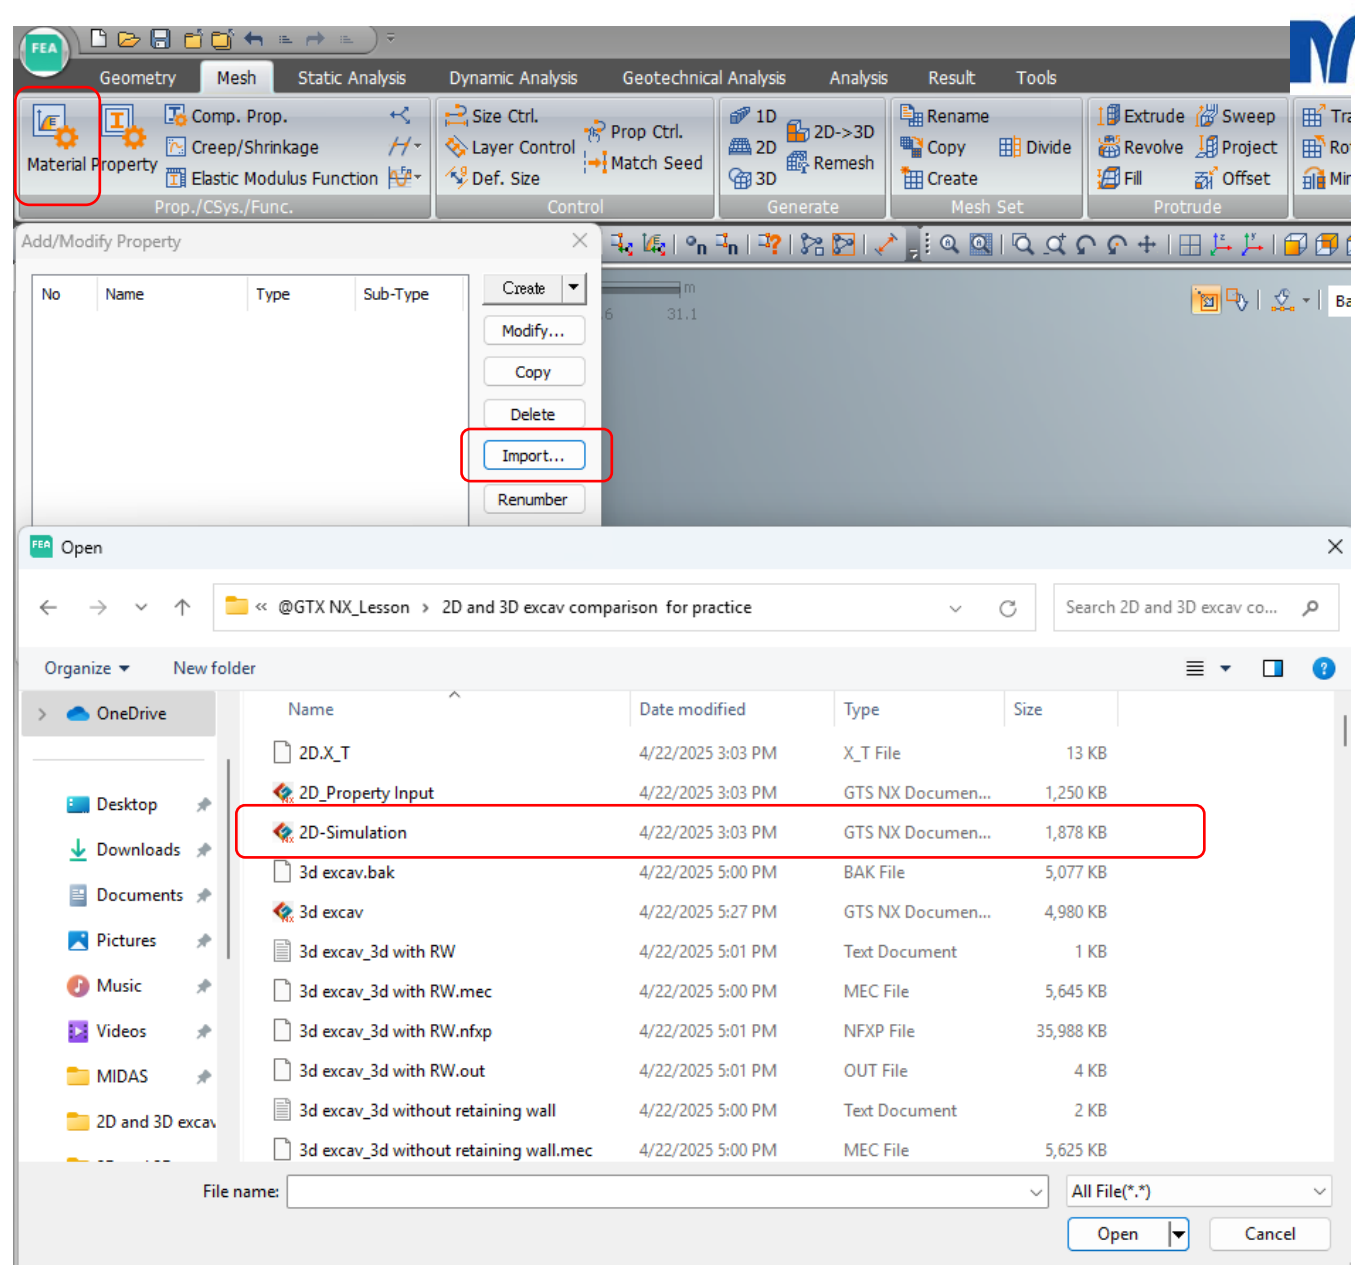 FEA
Geometry Mesh Static Analysis Dynamic Analysis Geotechnical Analysis Analysis Result Tools
Material Property Comp. Prop. Creep/Shrinkage Elastic Modulus Function
Size Ctrl. Layer Control Def. Size Prop Ctrl. Match Seed
1D 2D 3D 2D->3D Remesh
Rename Copy Create Divide
Extrude Revolve Fill Sweep Project Offset
Prop./CSys./Func. Control Generate Mesh Set Protrude
Add/Modify Property
m
31.1
No Name Type Sub-Type
Create
Modify...
Copy
Delete
Import...
Renumber
FEA Open
« @GTX NX_Lesson > 2D and 3D excav comparison for practice
Search 2D and 3D excav co...
Organize New folder
OneDrive
Desktop
Downloads
Documents
Pictures
Music
Videos
MIDAS
2D and 3D excav
Name Date modified Type Size
2D.X_T 4/22/2025 3:03 PM X_T File 13 KB
2D_Property Input 4/22/2025 3:03 PM GTS NX Documen... 1,250 KB
2D-Simulation 4/22/2025 3:03 PM GTS NX Documen... 1,878 KB
3d excav.bak 4/22/2025 5:00 PM BAK File 5,077 KB
3d excav 4/22/2025 5:27 PM GTS NX Documen... 4,980 KB
3d excav_3d with RW 4/22/2025 5:01 PM Text Document 1 KB
3d excav_3d with RW.mec 4/22/2025 5:00 PM MEC File 5,645 KB
3d excav_3d with RW.nfxp 4/22/2025 5:01 PM NFXP File 35,988 KB
3d excav_3d with RW.out 4/22/2025 5:01 PM OUT File 4 KB
3d excav_3d without retaining wall 4/22/2025 5:00 PM Text Document 2 KB
3d excav_3d without retaining wall.mec 4/22/2025 5:00 PM MEC File 5,625 KB
File name: All File(*.*)
Open Cancel